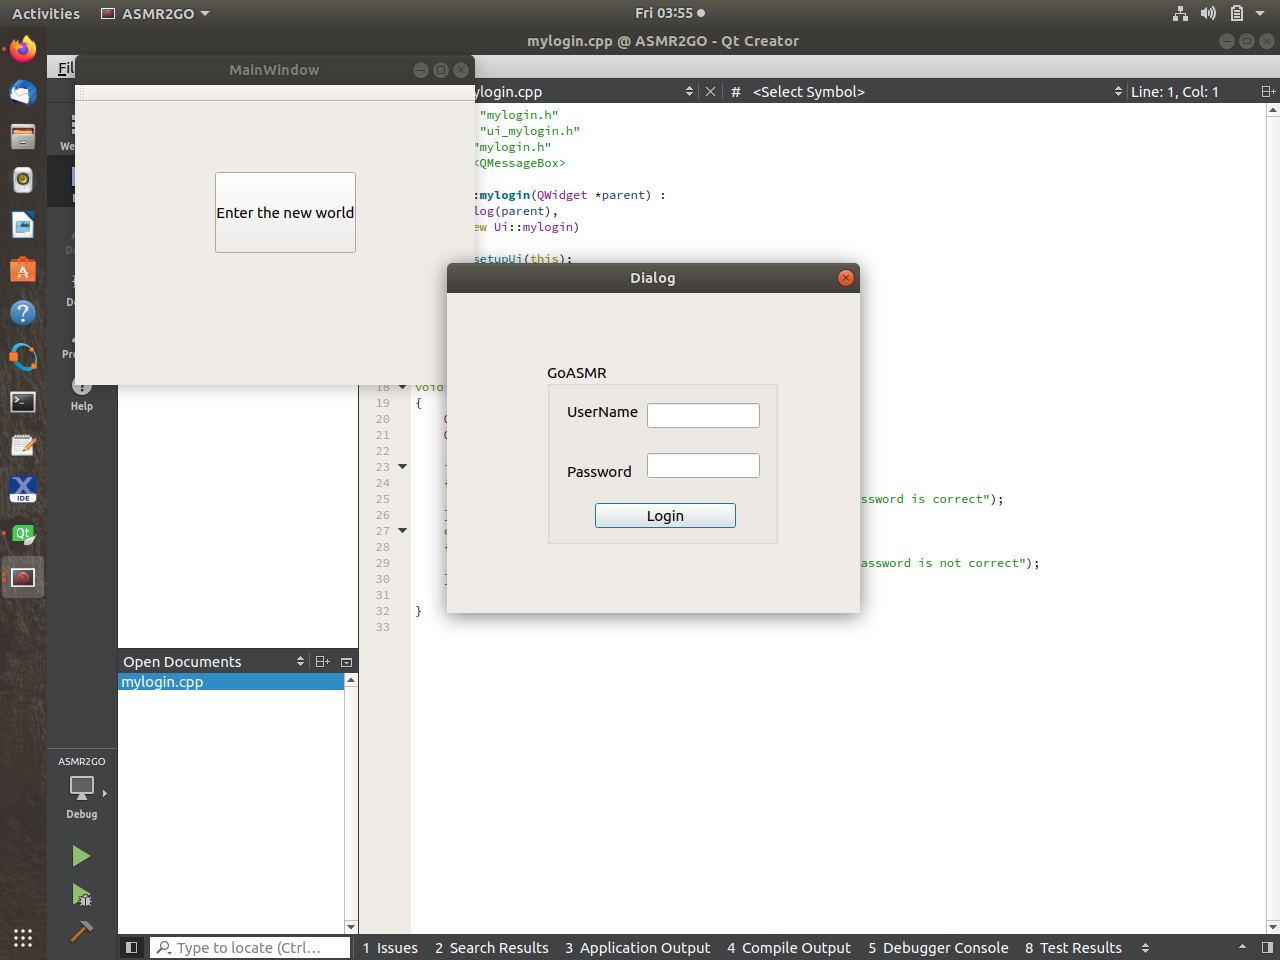 Activities
ASMR2GO
Fri 03:55
mylogin.cpp @ ASMR2GO - Qt Creator
MainWindow
Enter the new world
ylogin.cpp
#
<Select Symbol>
Line: 1, Col: 1
"mylogin.h"
"ui_mylogin.h"
"mylogin.h"
<QMessageBox>
:mylogin(QWidget *parent) :
log(parent),
ew Ui::mylogin)
setupUi(this);
Dialog
GoASMR
UserName
Password
Login
Help
18 void
19 {
20
21
22
23
24
25 ssword is correct");
26
27
28
29 assword is not correct");
30
31
32 }
33
Open Documents
mylogin.cpp
ASMR2GO
Debug
IDE
Qt
Type to locate (Ctrl...
1 Issues
2 Search Results
3 Application Output
4 Compile Output
5 Debugger Console
8 Test Results